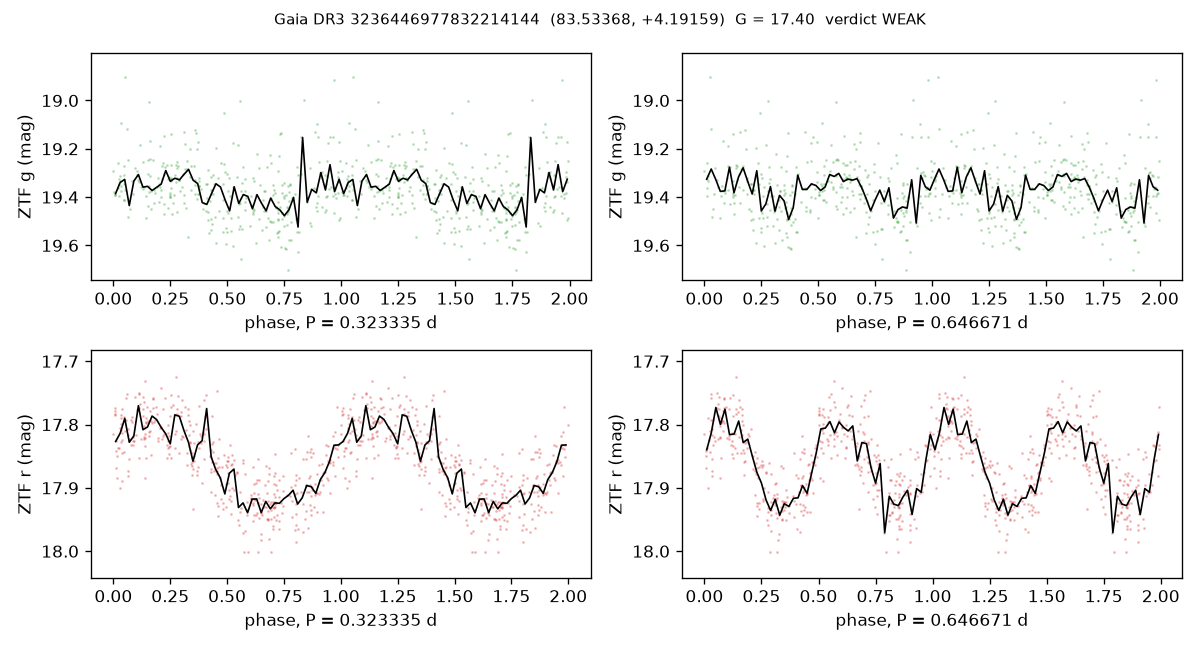 Gaia DR3 3236446977832214144 (83.53368, +4.19159) G = 17.40 verdict WEAK
ZTF g (mag)
19.0
19.2
19.4
19.6
0.00 0.25 0.50 0.75 1.00 1.25 1.50 1.75 2.00
phase, P = 0.323335 d
ZTF g (mag)
19.0
19.2
19.4
19.6
0.00 0.25 0.50 0.75 1.00 1.25 1.50 1.75 2.00
phase, P = 0.646671 d
ZTF r (mag)
17.7
17.8
17.9
18.0
0.00 0.25 0.50 0.75 1.00 1.25 1.50 1.75 2.00
phase, P = 0.323335 d
ZTF r (mag)
17.7
17.8
17.9
18.0
0.00 0.25 0.50 0.75 1.00 1.25 1.50 1.75 2.00
phase, P = 0.646671 d